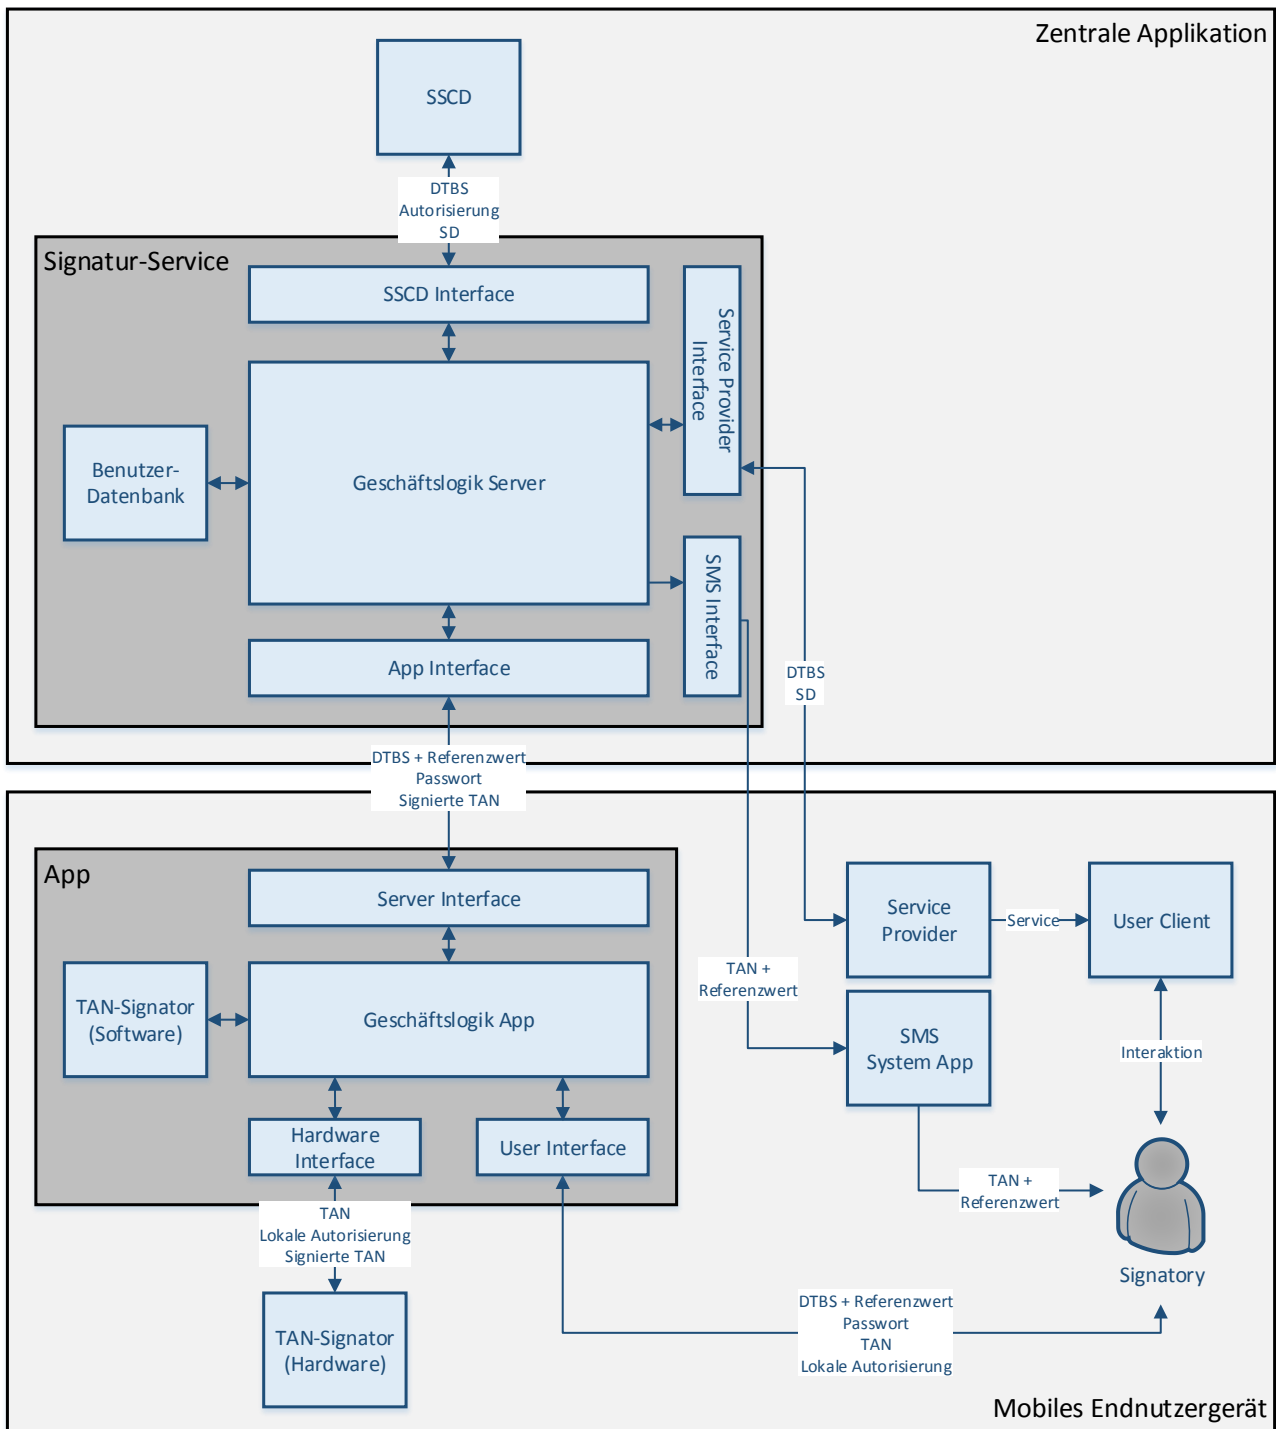 Zentrale Applikation
SSCD
DTBS
Autorisierung
SD
Signatur-Service
SSCD Interface
Service Provider
Interface
Benutzer-
Datenbank
Geschäftslogik Server
SMS Interface
App Interface
DTBS
SD
DTBS + Referenzwert
Passwort
Signierte TAN
App
Server Interface
Service
Provider
Service
User Client
TAN +
Referenzwert
TAN-Signator
(Software)
Geschäftslogik App
SMS
System App
Interaktion
Hardware
Interface
User Interface
TAN +
Referenzwert
TAN
Lokale Autorisierung
Signierte TAN
Signatory
TAN-Signator
(Hardware)
DTBS + Referenzwert
Passwort
TAN
Lokale Autorisierung
Mobiles Endnutzergerät